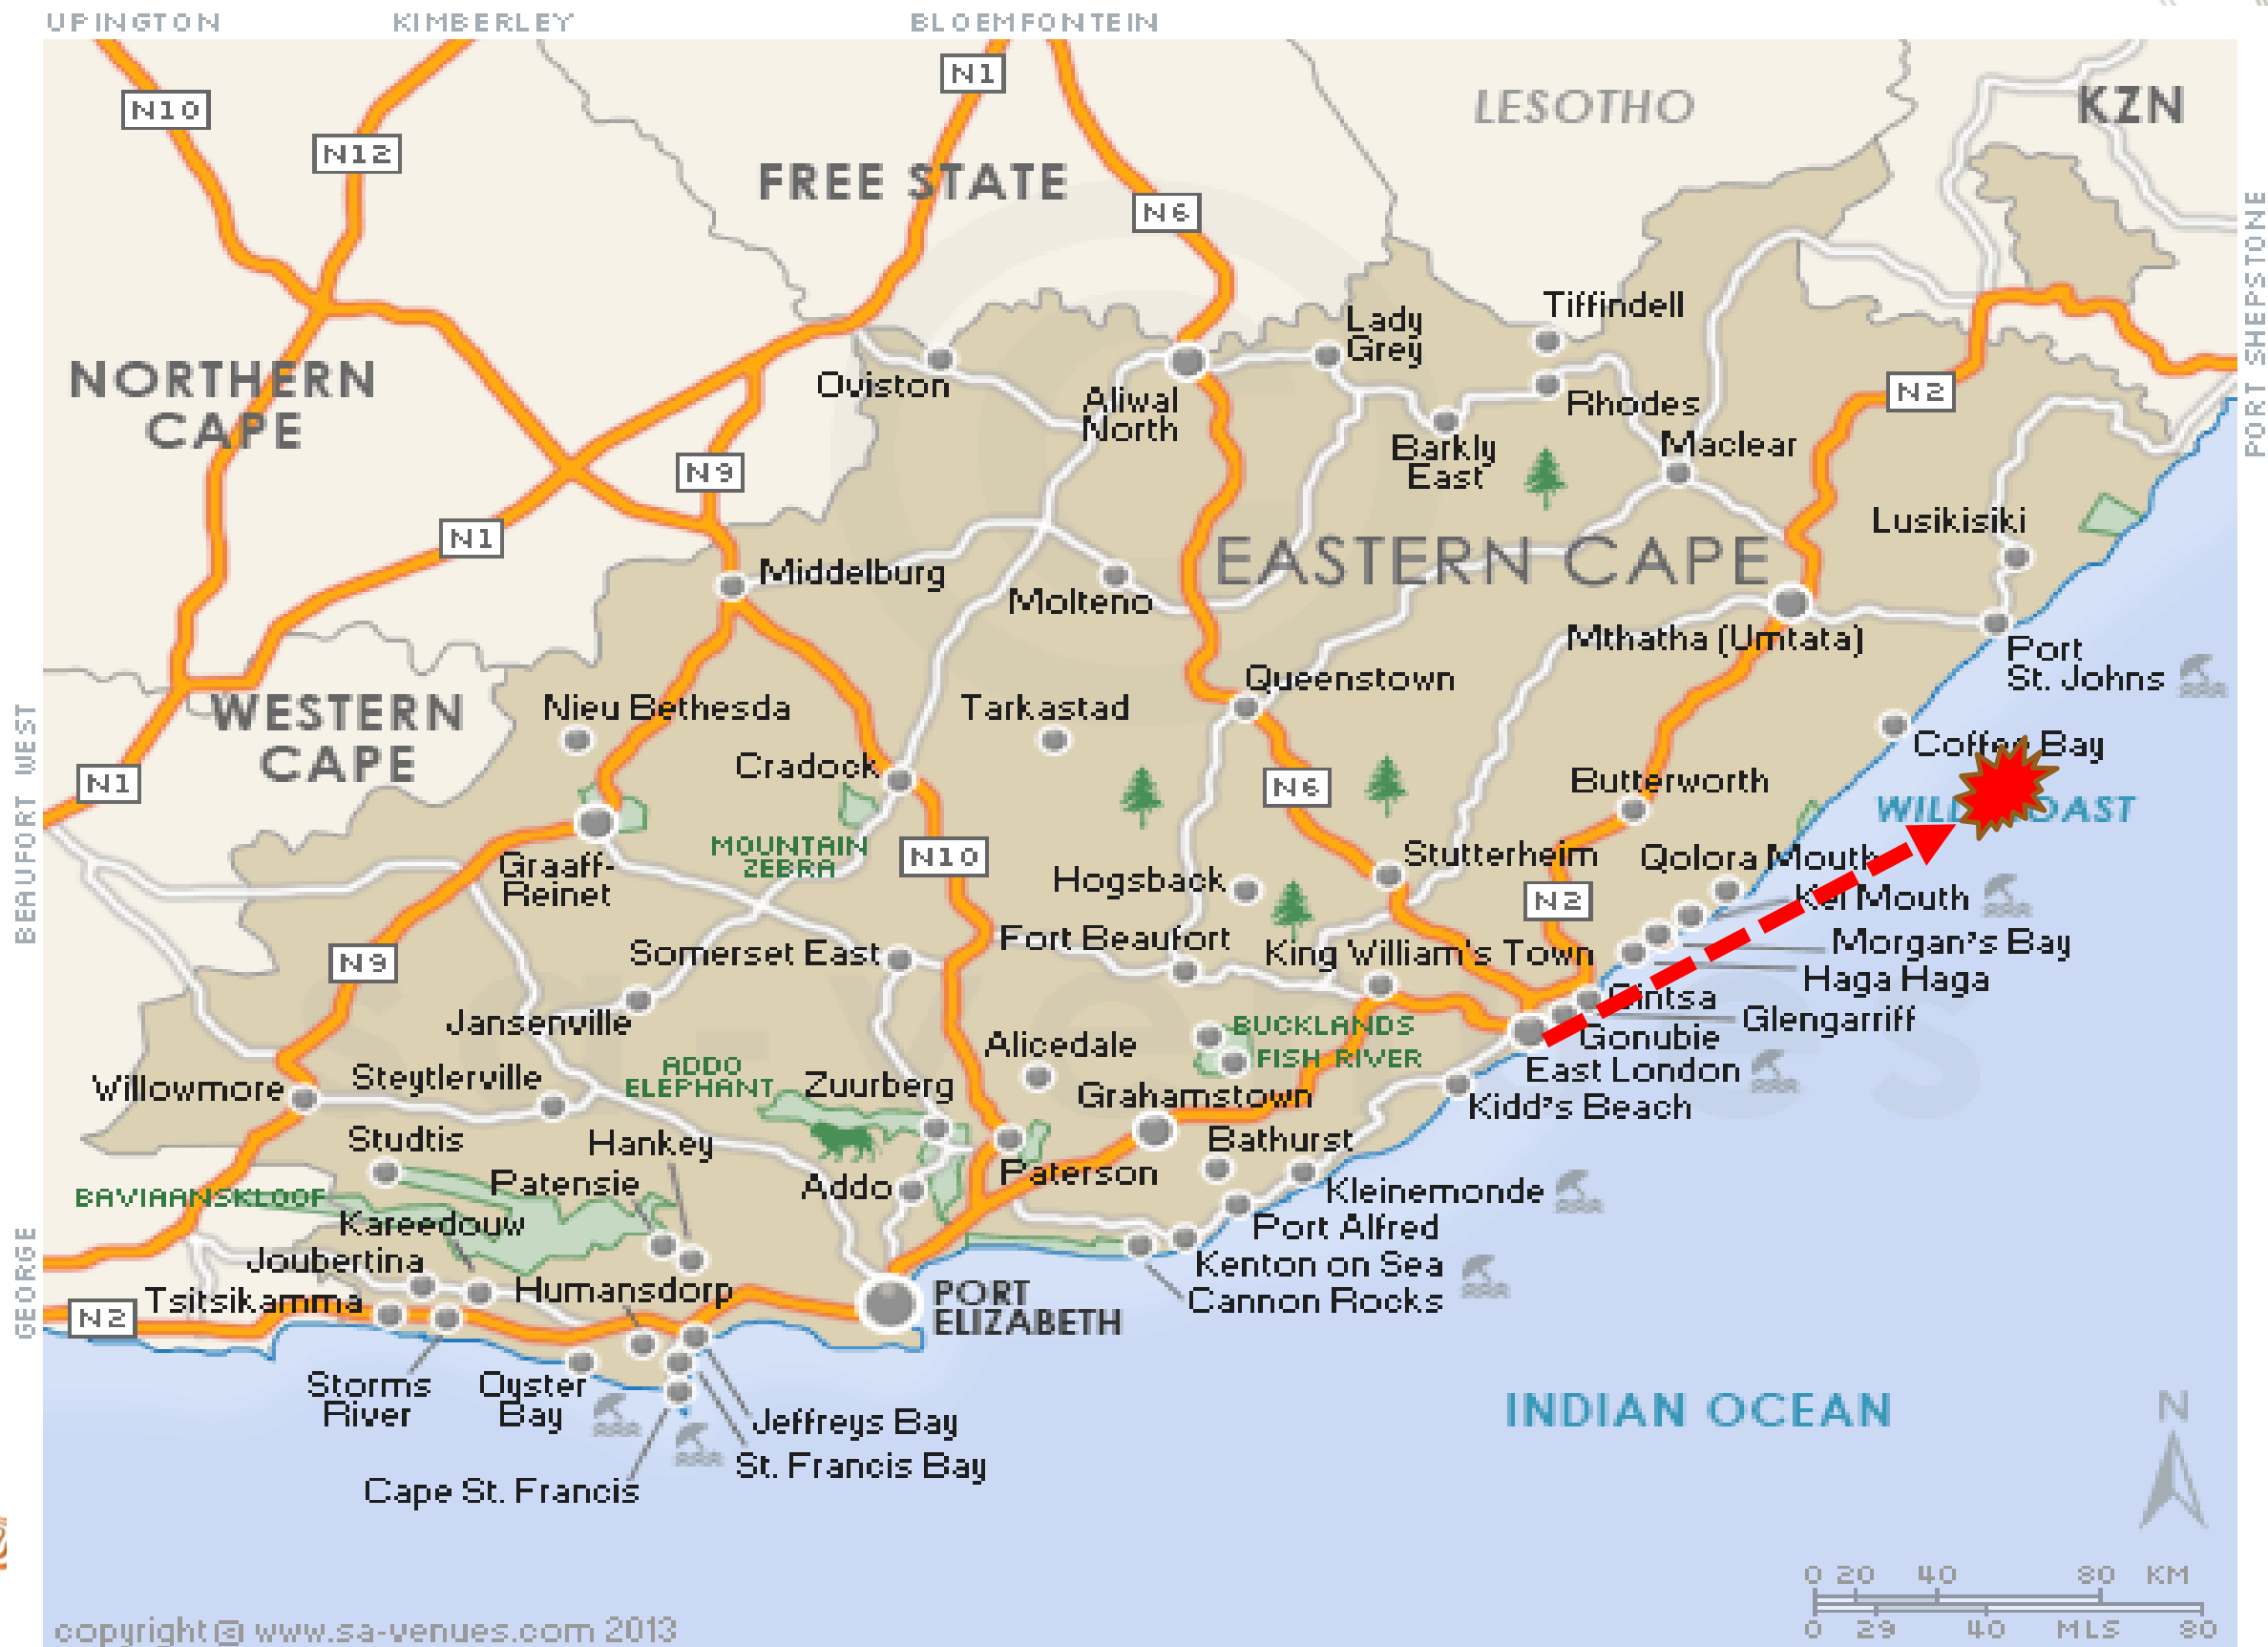 UPINGTON
KIMBERLEY
BLOEMFONTEIN
N10
N12
N1
N6
LESOTHO
KZN
FREE STATE
PORT SHEPSTONE
NORTHERN
CAPE
N9
N1
N2
Oviston
Aliwal
North
Lady
Grey
Tiffindell
Rhodes
Barkly
East
Maclear
Lusikisiki
EASTERN CAPE
Middelburg
Molteno
Mthatha (Umtata)
Port
St. Johns
WESTERN
CAPE
BEAUFORT WEST
N1
Nieu Bethesda
Tarkastad
Queenstown
Coffee Bay
Cradock
N6
Butterworth
MOUNTAIN
ZEBRA
N10
Graaff-
Reinet
Hogsback
Stutterheim
Qolora Mouth
N2
Kei Mouth
Fort Beaufort
King William's Town
Morgan's Bay
Somerset East
N9
Haga Haga
Cintsa
Jansenville
Glengarriff
BUCKLANDS
Gonubie
Alicedale
FISH RIVER
East London
ADDO
ELEPHANT
Willowmore
Steytlerville
Zuurberg
Grahamstown
Kidd's Beach
Studtis
Hankey
Bathurst
Patensie
Paterson
Addo
Kleinemonde
BAVIAANSKLOOF
Kareedouw
Port Alfred
GEORGE
Joubertina
Kenton on Sea
Tsitsikamma
Humansdorp
PORT
ELIZABETH
Cannon Rocks
N2
Storms
River
Oyster
Bay
Jeffreys Bay
St. Francis Bay
Cape St. Francis
INDIAN OCEAN
N
0 20 40 80 KM
0 29 40 MLS 80
copyright @ www.sa-venues.com 2013